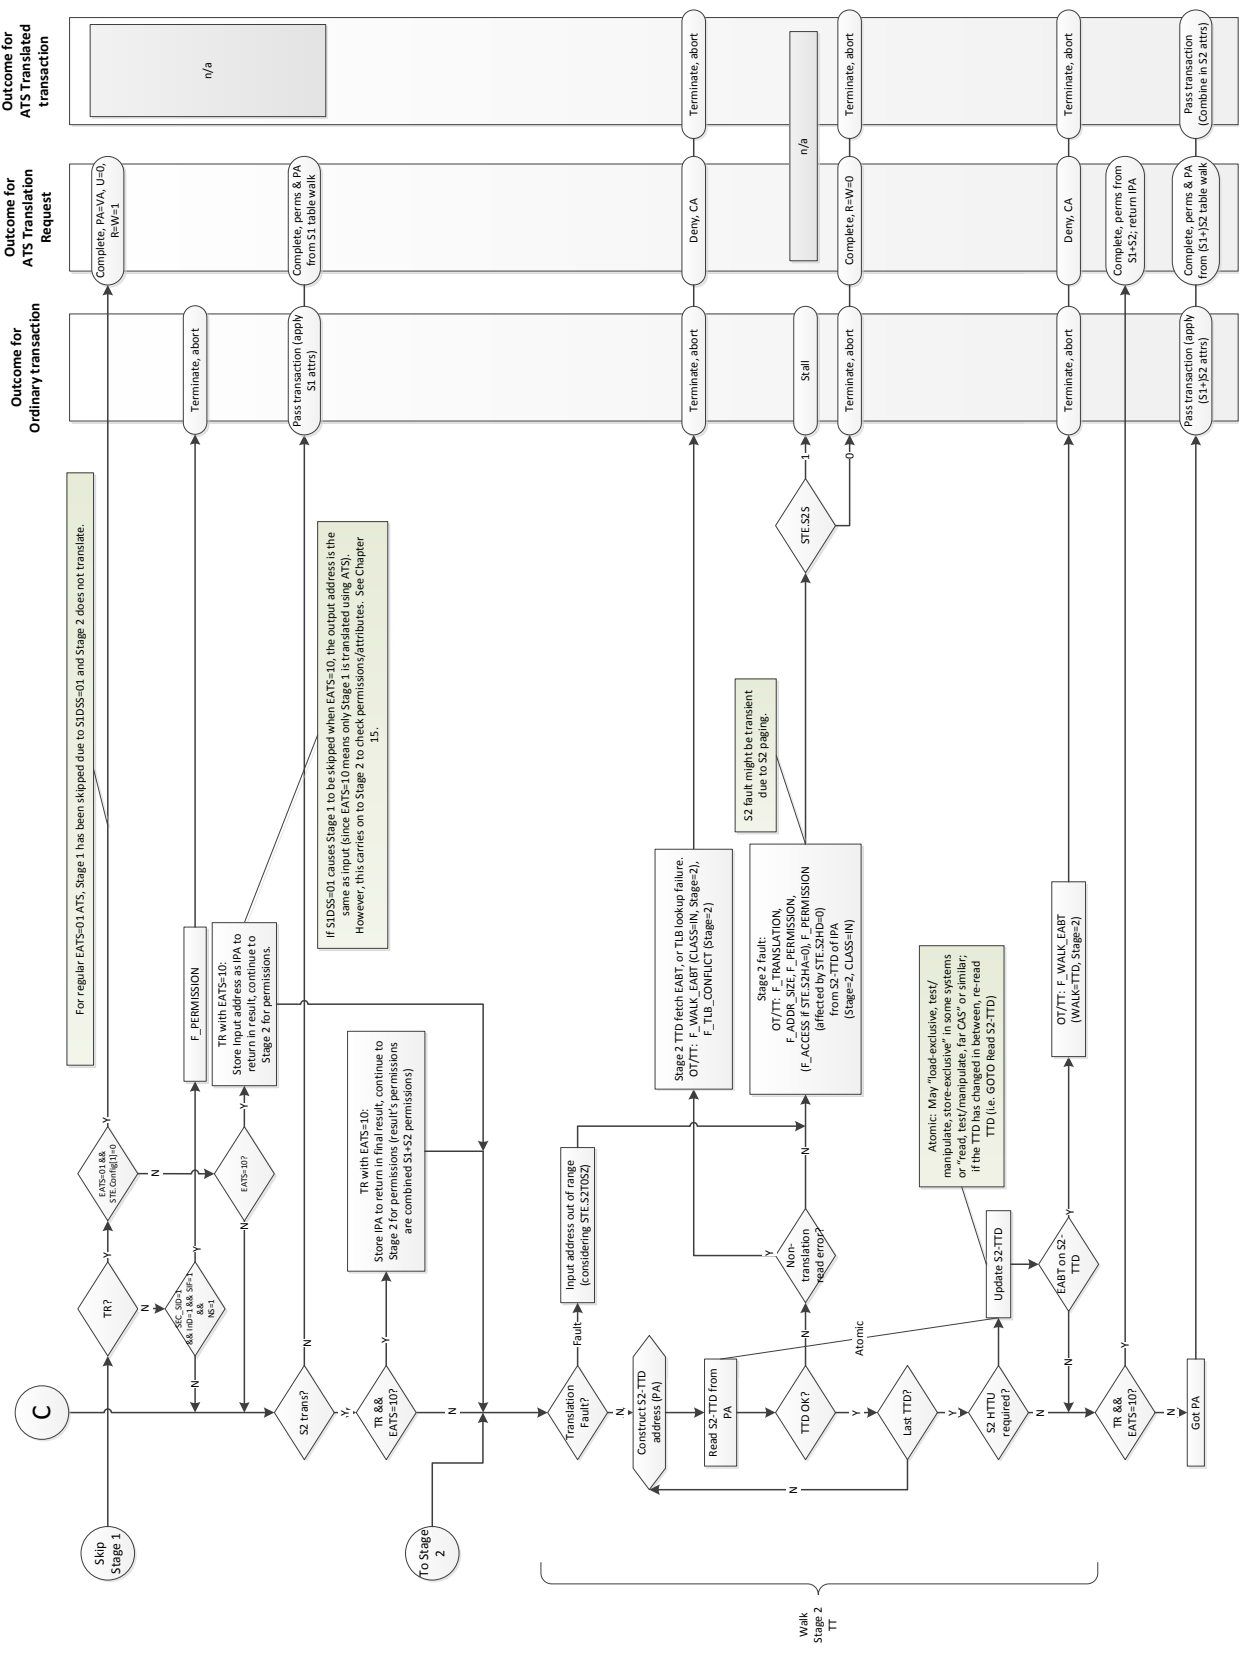 Outcome for
Ordinary transaction
Outcome for
ATS Translation
Request
Outcome for
ATS Translated
transaction
Skip
Stage 1
C
TR?
Y
N
EATS=01 &&
STE.Config[1]=0
Y
N
For regular EATS=01 ATS, Stage 1 has been skipped due to S1DSS=01 and Stage 2 does not translate.
Complete, PA=VA, U=0,
R=W=1
n/a
SEC_SID=1
&& InD=1 && SIF=1
&&
NS=1
Y
N
F_PERMISSION
Terminate, abort
EATS=10?
Y
N
TR with EATS=10:
Store Input address as IPA to
return in result, continue to
Stage 2 for permissions.
If S1DSS=01 causes Stage 1 to be skipped when EATS=10, the output address is the
same as input (since EATS=10 means only Stage 1 is translated using ATS).
However, this carries on to Stage 2 to check permissions/attributes. See Chapter
15.
S2 trans?
N
Y
Pass transaction (apply
S1 attrs)
Complete, perms & PA
from S1 table walk
TR &&
EATS=10?
Y
N
TR with EATS=10:
Store IPA to return in final result, continue to
Stage 2 for permissions (result's permissions
are combined S1+S2 permissions)
To Stage
2
Walk
Stage 2
TT
Translation
Fault?
Fault
N
Input address out of range
(considering STE.S2T0SZ)
Construct S2-TTD
address (PA)
Read S2-TTD from
PA
Atomic
Stage 2 TTD fetch EABT, or TLB lookup failure.
OT/TT: F_WALK_EABT (CLASS=IN, Stage=2),
F_TLB_CONFLICT (Stage=2)
Terminate, abort
Deny, CA
Terminate, abort
TTD OK?
N
Y
Non-
translation
read error?
Y
N
Stage 2 fault:
OT/TT: F_TRANSLATION,
F_ADDR_SIZE, F_PERMISSION,
(F_ACCESS if STE.S2HA=0), F_PERMISSION
(affected by STE.S2HD=0)
from S2-TTD of IPA
(Stage=2, CLASS=IN)
S2 fault might be transient
due to S2 paging.
STE.S2S
1
0
Stall
n/a
Terminate, abort
Complete, R=W=0
Terminate, abort
Last TTD?
N
Y
S2 HTTU
required?
N
Update S2-TTD
Atomic: May "load-exclusive, test/
manipulate, store-exclusive" in some systems
or "read, test/manipulate, far CAS" or similar;
if the TTD has changed in between, re-read
TTD (i.e. GOTO Read S2-TTD)
EABT on S2-
TTD
Y
N
OT/TT: F_WALK_EABT
(WALK=TTD, Stage=2)
Terminate, abort
Deny, CA
Terminate, abort
TR &&
EATS=10?
Y
N
Complete, perms from
S1+S2; return IPA
Got PA
Pass transaction (apply
(S1+)S2 attrs)
Complete, perms & PA
from (S1+)S2 table walk
Pass transaction
(Combine in S2 attrs)